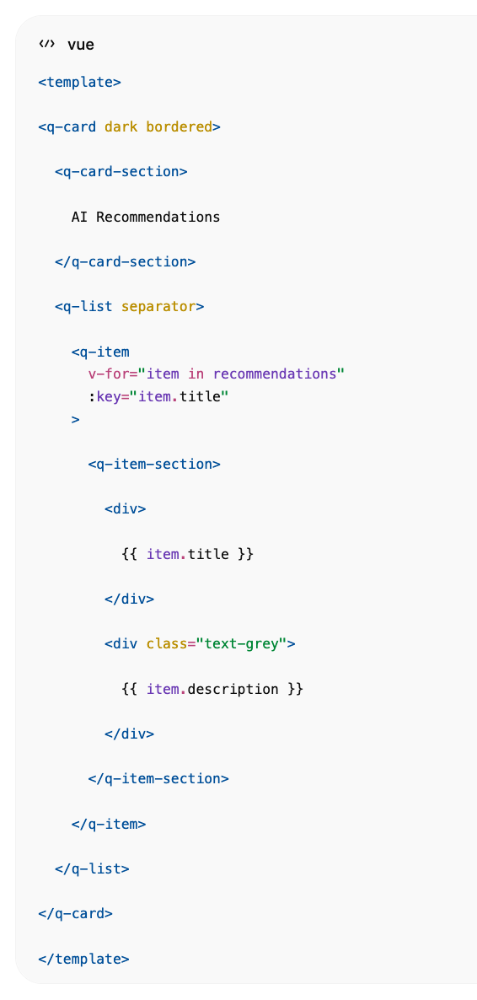 </> vue
<template>
<q-card dark bordered>
<q-card-section>
AI Recommendations
</q-card-section>
<q-list separator>
<q-item
v-for="item in recommendations"
:key="item.title"
>
<q-item-section>
<div>
{{ item.title }}
</div>
<div class="text-grey">
{{ item.description }}
</div>
</q-item-section>
</q-item>
</q-list>
</q-card>
</template>